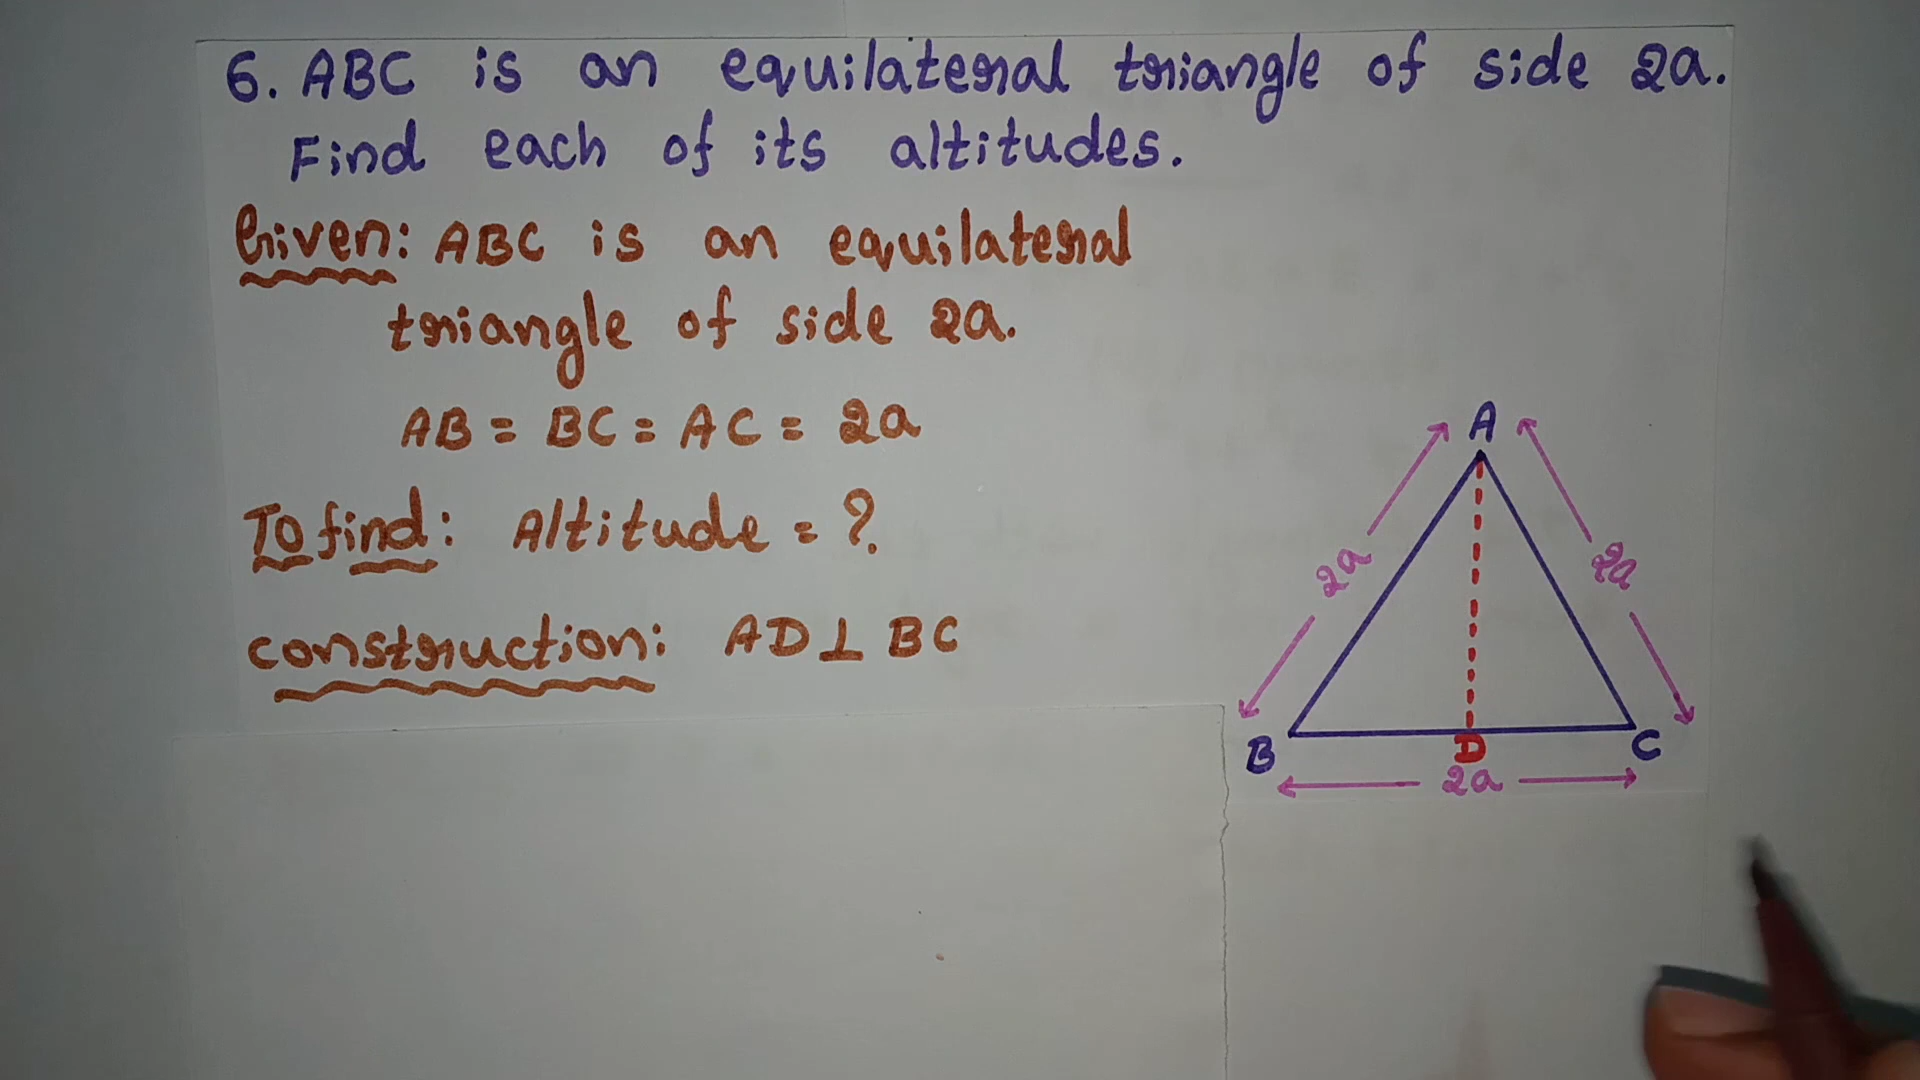 6. ABC is an equilateral triangle of side 2a.
Find each of its altitudes.
Given: ABC is an equilateral
triangle of side 2a.
AB = BC = AC = 2a
To find: Altitude = ?
construction: AD ⊥ BC
A
2a
2a
B
D
C
2a